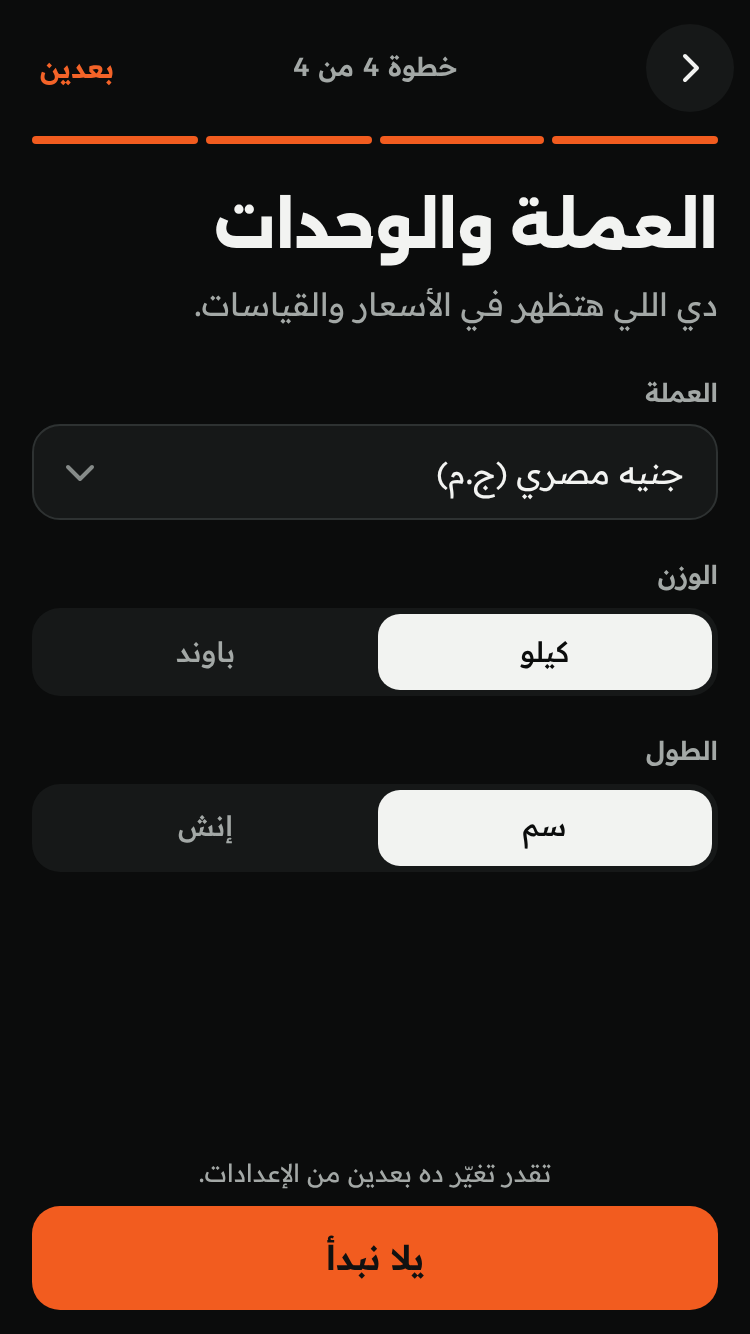 خطوة 4 من 4
بعدين
العملة والوحدات
دي اللي هتظهر في الأسعار والقياسات.
العملة
جنيه مصري (ج.م)
الوزن
كيلو
باوند
الطول
سم
إنش
تقدر تغيّر ده بعدين من الإعدادات.
يلا نبدأ